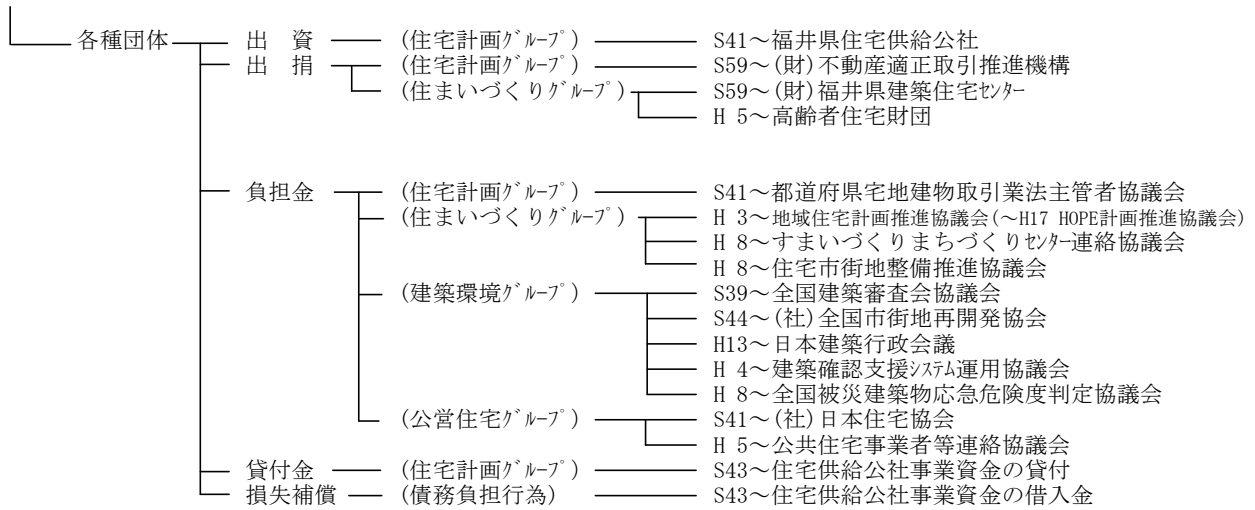 各種団体 出 資 (住宅計画ｸﾞﾙｰﾌﾟ) S41～福井県住宅供給公社
出 捐 (住宅計画ｸﾞﾙｰﾌﾟ) S59～(財)不動産適正取引推進機構
(住まいづくりｸﾞﾙｰﾌﾟ) S59～(財)福井県建築住宅ｾﾝﾀｰ
H 5～高齢者住宅財団
負担金 (住宅計画ｸﾞﾙｰﾌﾟ) S41～都道府県宅地建物取引業法主管者協議会
(住まいづくりｸﾞﾙｰﾌﾟ) H 3～地域住宅計画推進協議会(～H17 HOPE計画推進協議会)
H 8～すまいづくりまちづくりｾﾝﾀｰ連絡協議会
H 8～住宅市街地整備推進協議会
(建築環境ｸﾞﾙｰﾌﾟ) S39～全国建築審査会協議会
S44～(社)全国市街地再開発協会
H13～日本建築行政会議
H 4～建築確認支援ｼｽﾃﾑ運用協議会
H 8～全国被災建築物応急危険度判定協議会
(公営住宅ｸﾞﾙｰﾌﾟ) S41～(社)日本住宅協会
H 5～公共住宅事業者等連絡協議会
貸付金 (住宅計画ｸﾞﾙｰﾌﾟ) S43～住宅供給公社事業資金の貸付
損失補償 (債務負担行為) S43～住宅供給公社事業資金の借入金